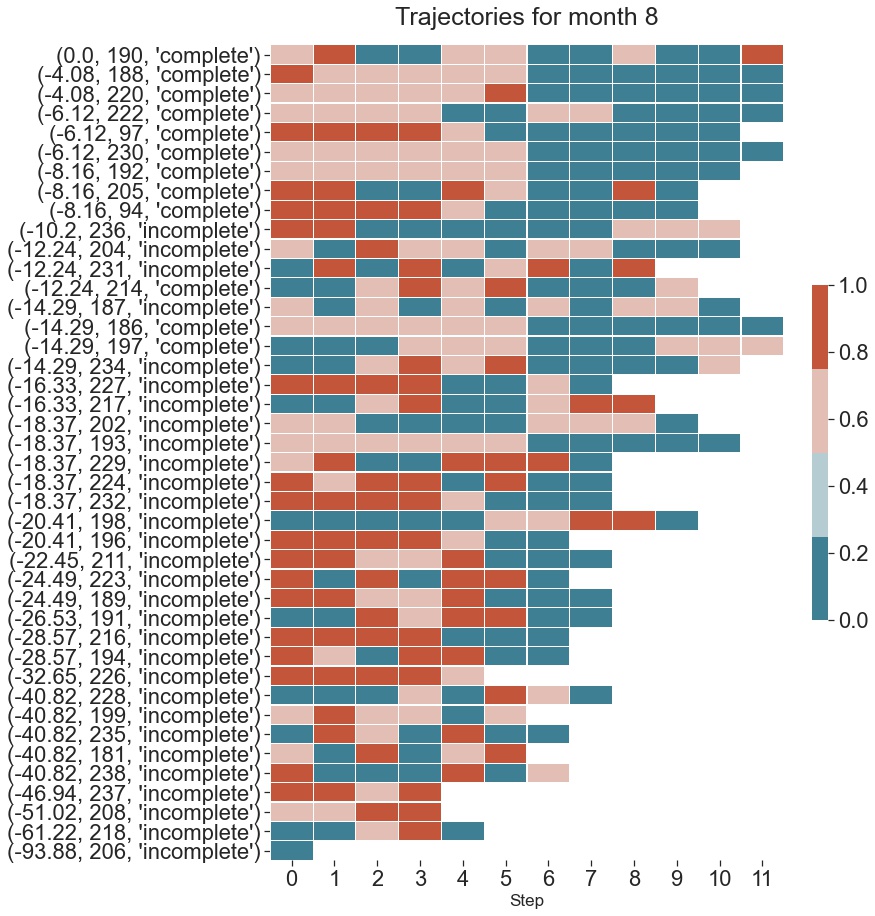 Trajectories for month 8
(0.0, 190, 'complete')
(-4.08, 188, 'complete')
(-4.08, 220, 'complete')
(-6.12, 222, 'complete')
(-6.12, 97, 'complete')
(-6.12, 230, 'complete')
(-8.16, 192, 'complete')
(-8.16, 205, 'complete')
(-8.16, 94, 'complete')
(-10.2, 236, 'incomplete')
(-12.24, 204, 'incomplete')
(-12.24, 231, 'incomplete')
(-12.24, 214, 'complete')
(-14.29, 187, 'incomplete')
(-14.29, 186, 'complete')
(-14.29, 197, 'complete')
(-14.29, 234, 'incomplete')
(-16.33, 227, 'incomplete')
(-16.33, 217, 'incomplete')
(-18.37, 202, 'incomplete')
(-18.37, 193, 'incomplete')
(-18.37, 229, 'incomplete')
(-18.37, 224, 'incomplete')
(-18.37, 232, 'incomplete')
(-20.41, 198, 'incomplete')
(-20.41, 196, 'incomplete')
(-22.45, 211, 'incomplete')
(-24.49, 223, 'incomplete')
(-24.49, 189, 'incomplete')
(-26.53, 191, 'incomplete')
(-28.57, 216, 'incomplete')
(-28.57, 194, 'incomplete')
(-32.65, 226, 'incomplete')
(-40.82, 228, 'incomplete')
(-40.82, 199, 'incomplete')
(-40.82, 235, 'incomplete')
(-40.82, 181, 'incomplete')
(-40.82, 238, 'incomplete')
(-46.94, 237, 'incomplete')
(-51.02, 208, 'incomplete')
(-61.22, 218, 'incomplete')
(-93.88, 206, 'incomplete')
0 1 2 3 4 5 6 7 8 9 10 11
Step
1.0
0.8
0.6
0.4
0.2
0.0